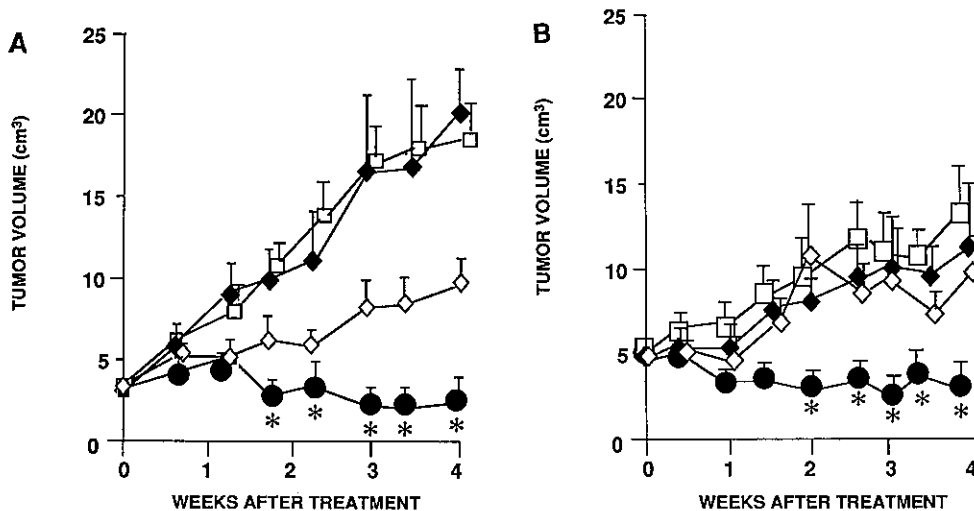 A
TUMOR VOLUME (cm³)
25
20
15
10
5
0
* * * * *
0 1 2 3 4
WEEKS AFTER TREATMENT
B
TUMOR VOLUME (cm³)
25
20
15
10
5
0
* * * * *
0 1 2 3 4
WEEKS AFTER TREATMENT